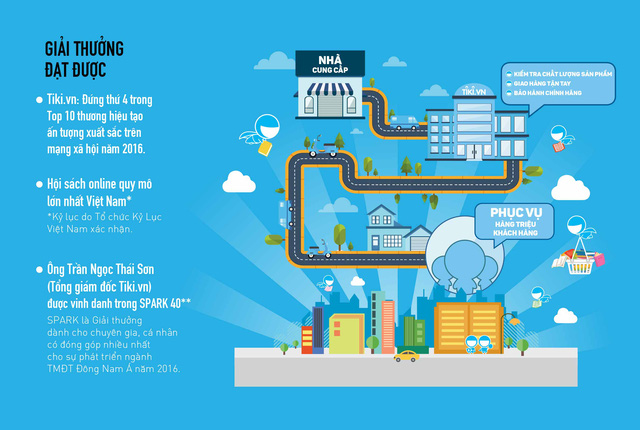 GIẢI THƯỞNG
ĐẠT ĐƯỢC
Tiki.vn: Đứng thứ 4 trong
Top 10 thương hiệu tạo
ấn tượng xuất sắc trên
mạng xã hội năm 2016.
Hội sách online quy mô
lớn nhất Việt Nam*
*Kỷ lục do Tổ chức Kỷ Lục
Việt Nam xác nhận.
Ông Trần Ngọc Thái Sơn
(Tổng giám đốc Tiki.vn)
được vinh danh trong SPARK 40**
SPARK là Giải thưởng
dành cho chuyên gia, cá nhân
có đóng góp nhiều nhất
cho sự phát triển ngành
TMĐT Đông Nam Á năm 2016.
NHÀ
CUNG CẤP
TIKI.VN
KIỂM TRA CHẤT LƯỢNG SẢN PHẨM
GIAO HÀNG TẬN TAY
BẢO HÀNH CHÍNH HÃNG
PHỤC VỤ
HÀNG TRIỆU
KHÁCH HÀNG